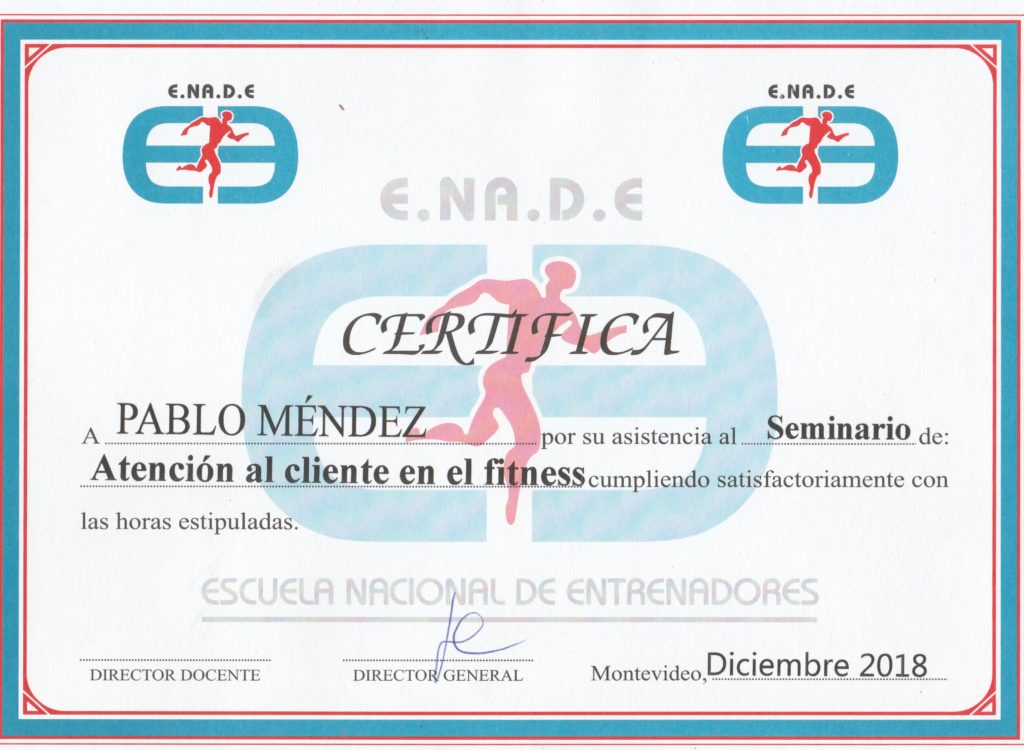 E.NA.D.E
E.NA.D.E
E.NA.D.E
CERTIFICA
A PABLO MÉNDEZ por su asistencia al Seminario de:
Atención al cliente en el fitness cumpliendo satisfactoriamente con
las horas estipuladas.
ESCUELA NACIONAL DE ENTRENADORES
DIRECTOR DOCENTE DIRECTOR GENERAL Montevideo, Diciembre 2018